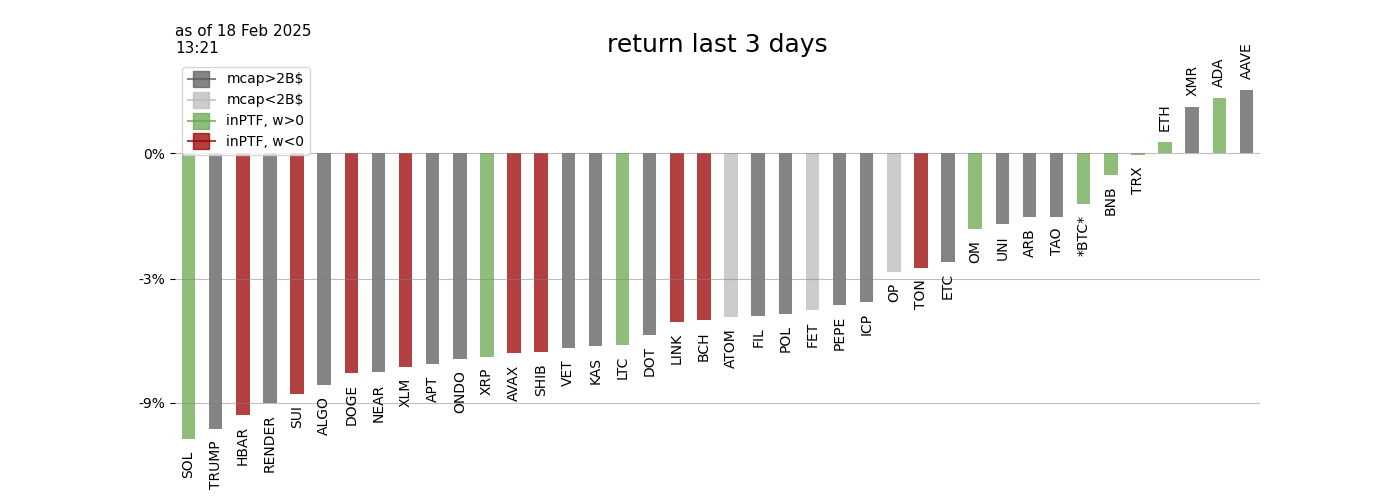 as of 18 Feb 2025
13:21
return last 3 days
mcap>2B$
mcap<2B$
inPTF, w>0
inPTF, w<0
0%
-3%
-9%
SOL
TRUMP
HBAR
RENDER
SUI
ALGO
DOGE
NEAR
XLM
APT
ONDO
XRP
AVAX
SHIB
VET
KAS
LTC
DOT
LINK
BCH
ATOM
FIL
POL
FET
PEPE
ICP
OP
TON
ETC
OM
UNI
ARB
TAO
*BTC*
BNB
TRX
ETH
XMR
ADA
AAVE